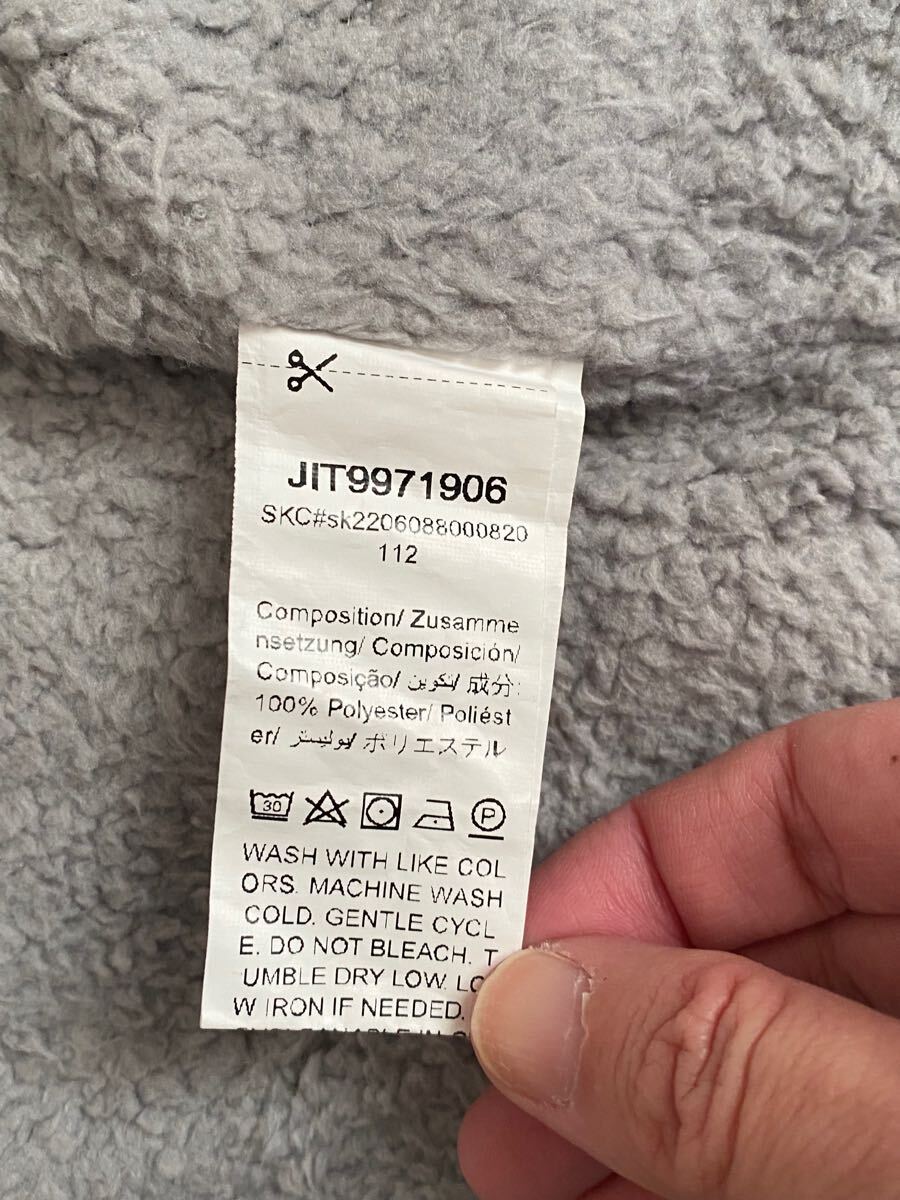 JIT9971906
SKC#sk2206088000820
112
Composition/ Zusamme
nsetzung/ Composición/
Composição/ تكوين/ 成分:
100% Polyester/ Poliést
er/ بوليستر/ ポリエステル
30
P
WASH WITH LIKE COL
ORS. MACHINE WASH
COLD. GENTLE CYCL
E. DO NOT BLEACH. T
UMBLE DRY LOW. LO
W IRON IF NEEDED.